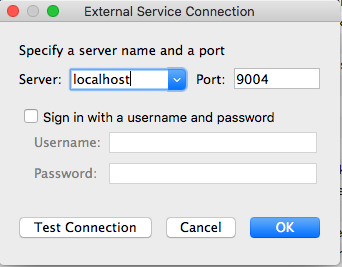 External Service Connection
Specify a server name and a port
Server: localhost Port: 9004
Sign in with a username and password
Username:
Password:
Test Connection Cancel OK